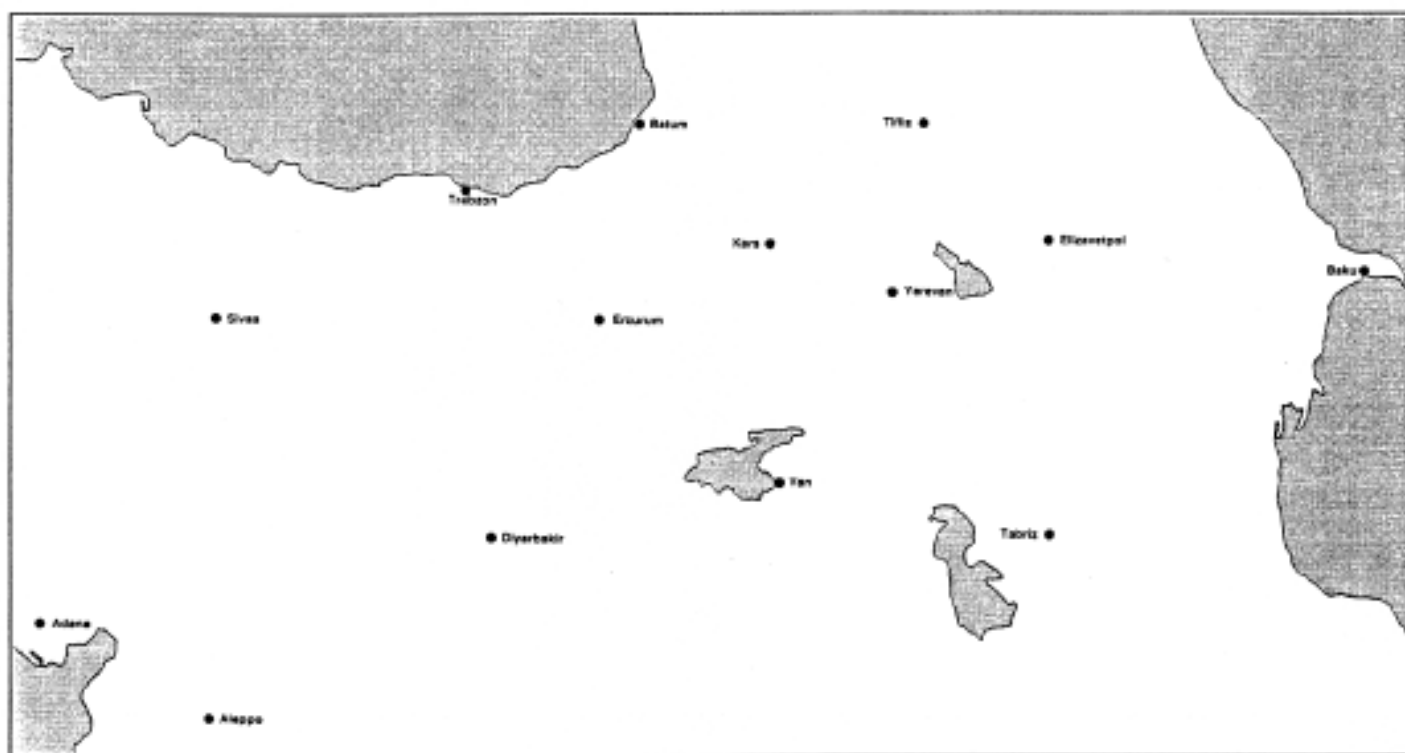 Batum
Tiflis
Trabzon
Kars
Elizavetpol
Baku
Yerevan
Sivas
Erzurum
Van
Diyarbakir
Tabriz
Adana
Aleppo